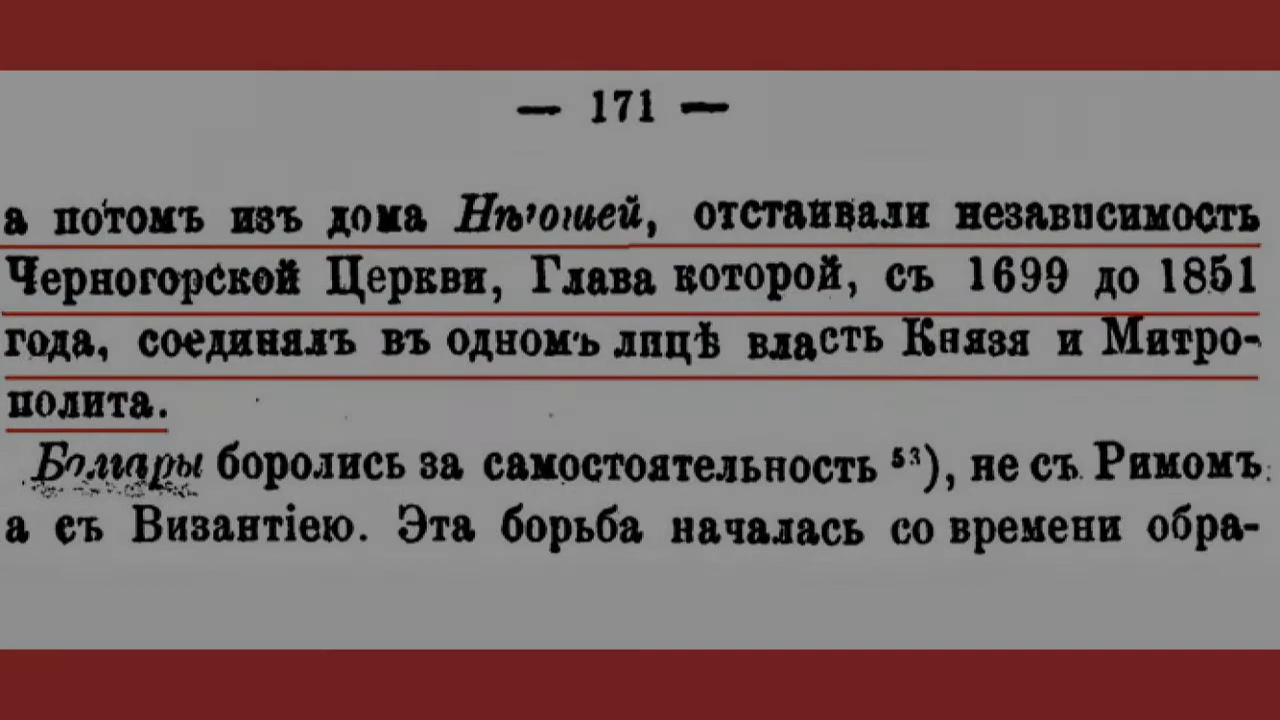 — 171 —
а потомъ изъ дома Нѣгошей, отстаивали независимость
Черногорской Церкви, Глава которой, съ 1699 до 1851
года, соединялъ въ одномъ лицѣ власть Князя и Митро-
полита.
Болгары боролись за самостоятельность ⁵³), не съ Римомъ
а съ Византіею. Эта борьба началась со времени обра-